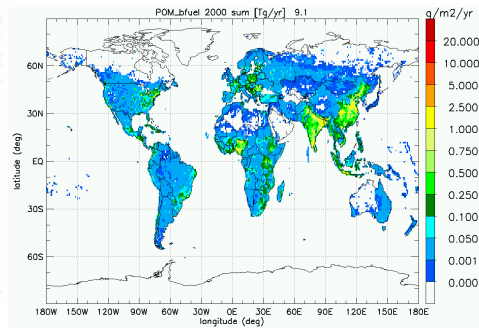 POM_bfuel 2000 sum [Tg/yr] 9.1
g/m2/yr
20.000
10.000
5.000
2.500
1.000
0.750
0.500
0.250
0.100
0.050
0.001
0.000
60N
30N
EQ
30S
60S
latitude (deg)
180W 150W 120W 90W 60W 30W 0E 30E 60E 90E 120E 150E 180E
longitude (deg)